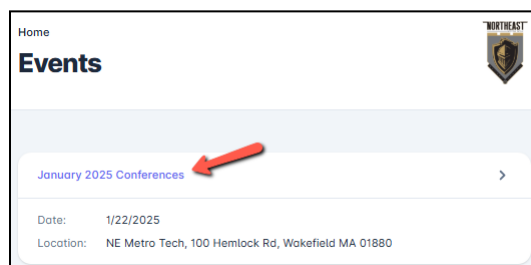 Home
NORTHEAST
Events
January 2025 Conferences
Date: 1/22/2025
Location: NE Metro Tech, 100 Hemlock Rd, Wakefield MA 01880